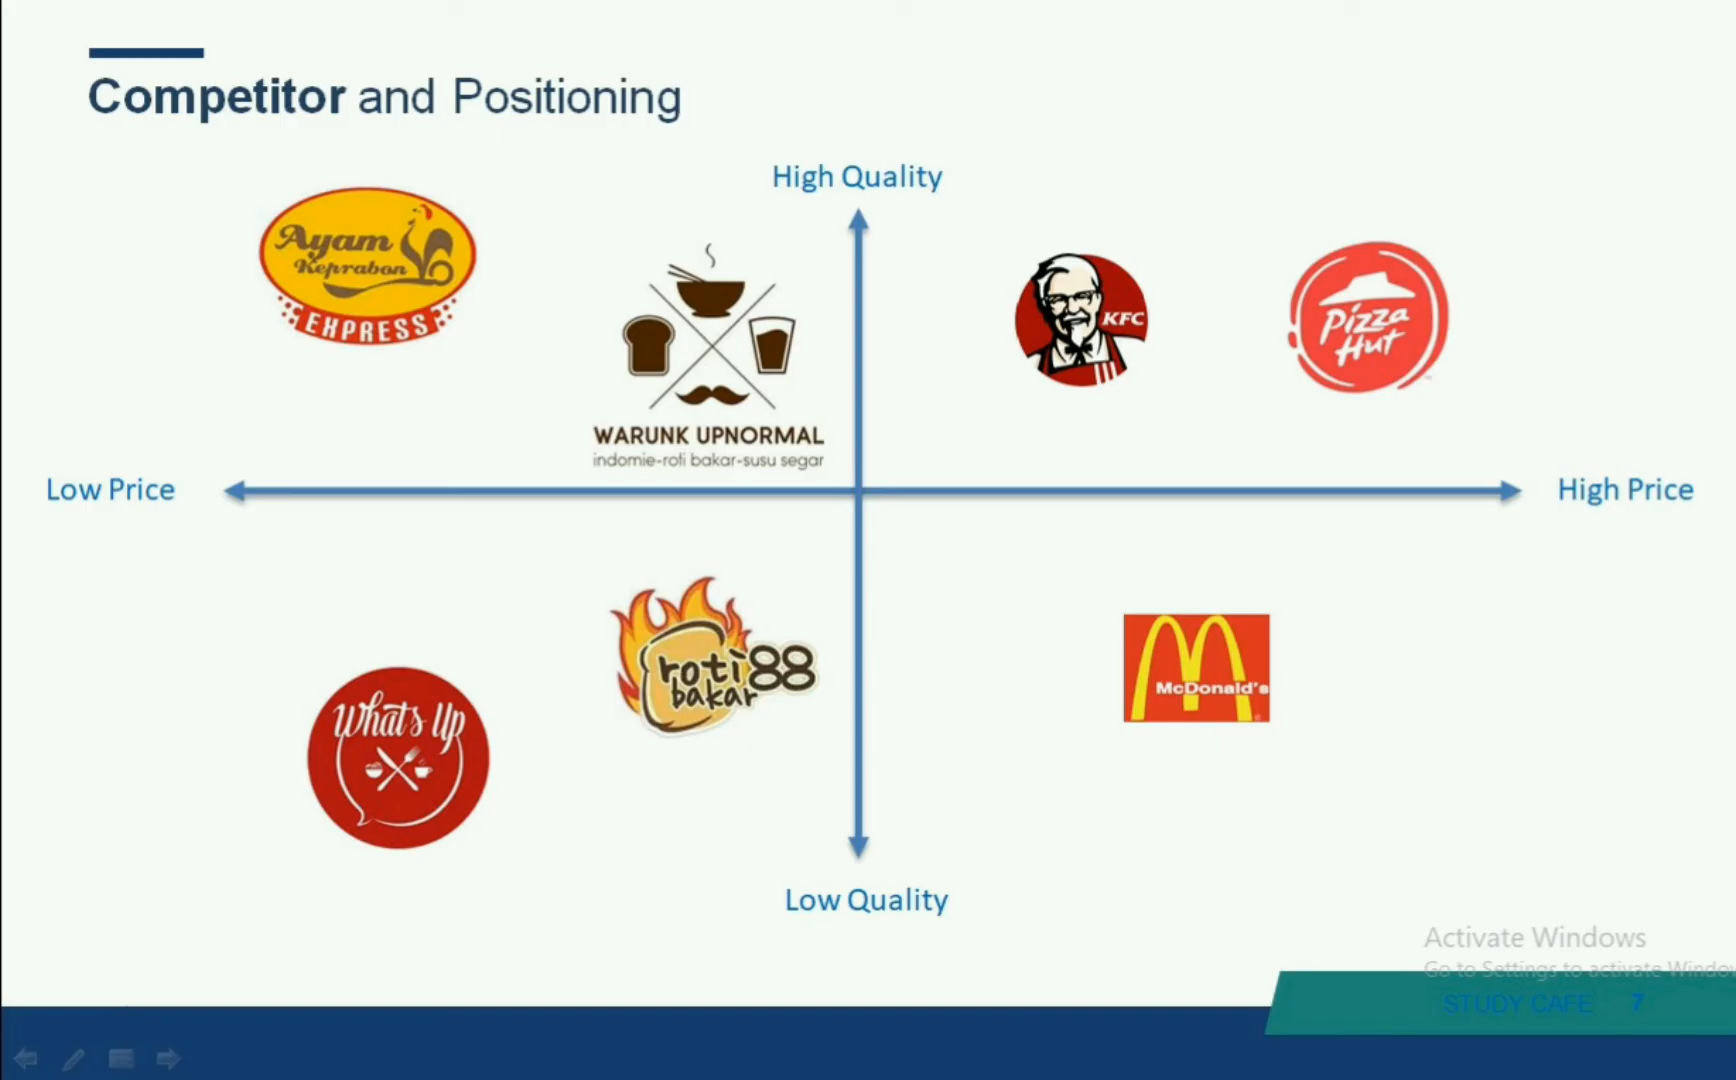 Competitor and Positioning
High Quality
Ayam
Keprabon
EXPRESS
KFC
Pizza
Hut
WARUNK UPNORMAL
indomie-roti bakar-susu segar
Low Price
High Price
roti 88
bakar
McDonald's
What's Up
Low Quality
Activate Windows
Go to Settings to activate Windo
STUDY CAFE 7